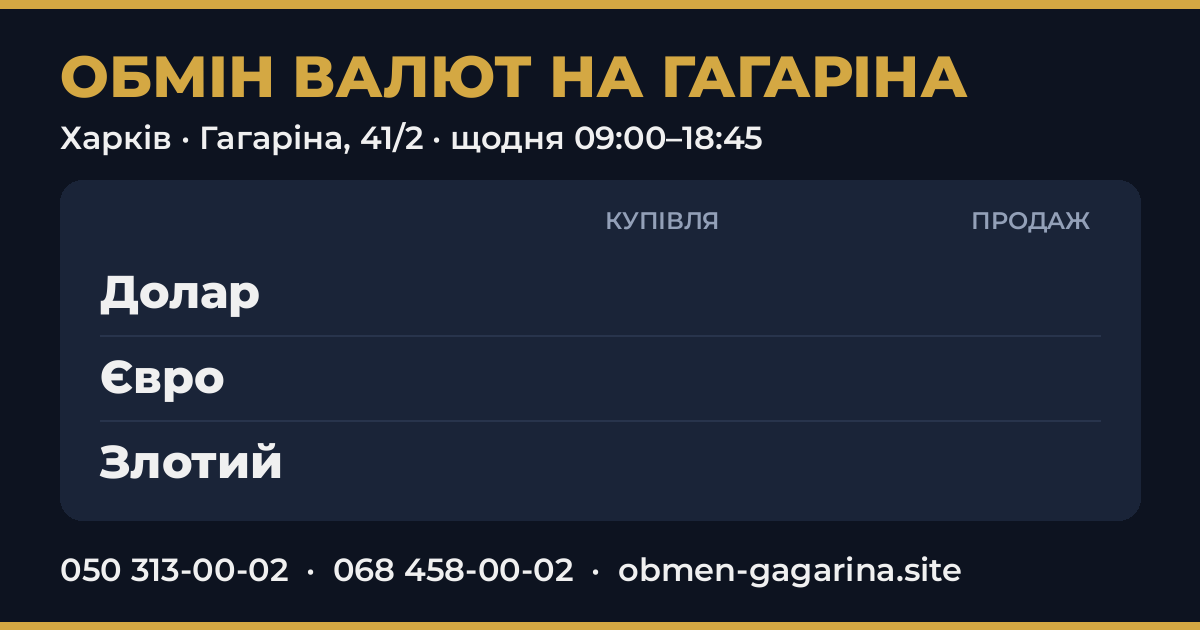 ОБМІН ВАЛЮТ НА ГАГАРІНА
Харків · Гагаріна, 41/2 · щодня 09:00–18:45
КУПІВЛЯ ПРОДАЖ
Долар
Євро
Злотий
050 313-00-02 · 068 458-00-02 · obmen-gagarina.site